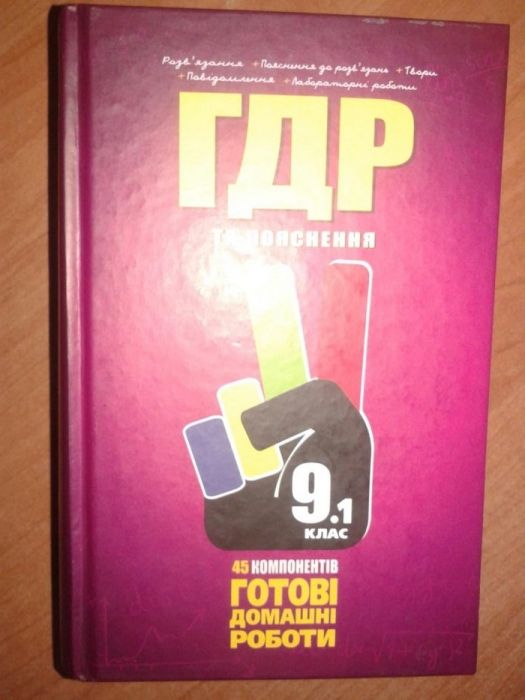 Розв'язання + Пояснення до розв'язань + Твори
+ Повідомлення + Лабораторні роботи
ГДР
ТА ПОЯСНЕННЯ
9.1
КЛАС
45 КОМПОНЕНТІВ
ГОТОВІ
ДОМАШНІ
РОБОТИ